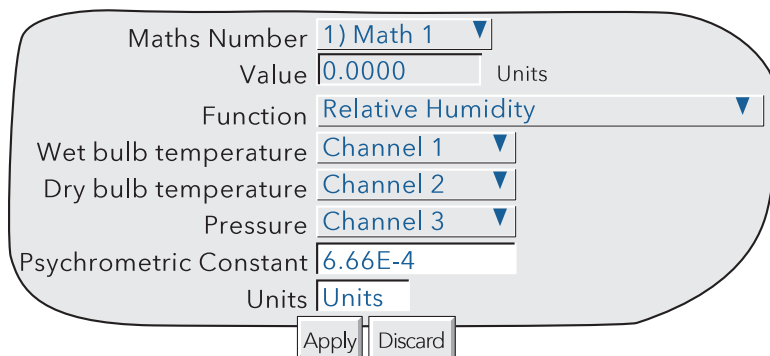 Maths Number 1) Math 1
Value 0.0000 Units
Function Relative Humidity
Wet bulb temperature Channel 1
Dry bulb temperature Channel 2
Pressure Channel 3
Psychrometric Constant 6.66E-4
Units Units
Apply Discard